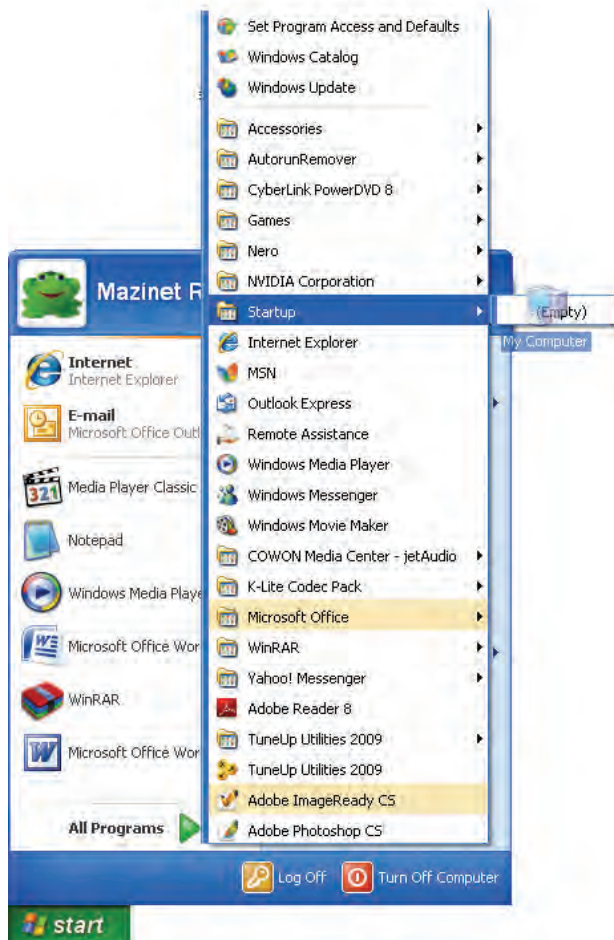 Set Program Access and Defaults
Windows Catalog
Windows Update
Accessories
AutorunRemover
CyberLink PowerDVD 8
Games
Nero
NVIDIA Corporation
Startup
(Empty)
My Computer
Internet Explorer
MSN
Outlook Express
Remote Assistance
Windows Media Player
Windows Messenger
Windows Movie Maker
COWON Media Center - jetAudio
K-Lite Codec Pack
Microsoft Office
WinRAR
Yahoo! Messenger
Adobe Reader 8
TuneUp Utilities 2009
TuneUp Utilities 2009
Adobe ImageReady CS
Adobe Photoshop CS
Mazinet R
Internet
Internet Explorer
E-mail
Microsoft Office Outl
321
Media Player Classic
Notepad
Windows Media Playe
Microsoft Office Wor
WinRAR
W
Microsoft Office Wor
All Programs
Log Off
Turn Off Computer
start